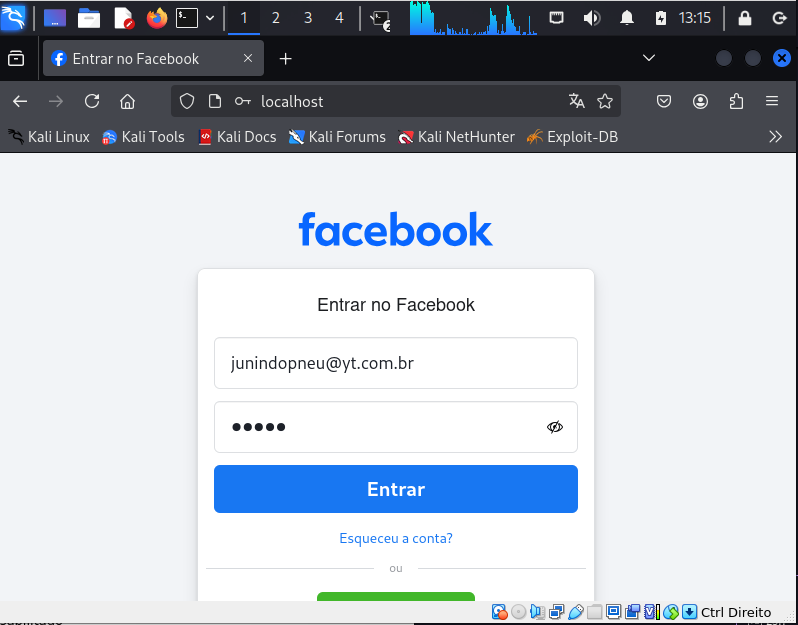 1 2 3 4 2 13:15
Entrar no Facebook
localhost
Kali Linux Kali Tools Kali Docs Kali Forums Kali NetHunter Exploit-DB
facebook
Entrar no Facebook
junindopneu@yt.com.br
Entrar
Esqueceu a conta?
ou
Ctrl Direito